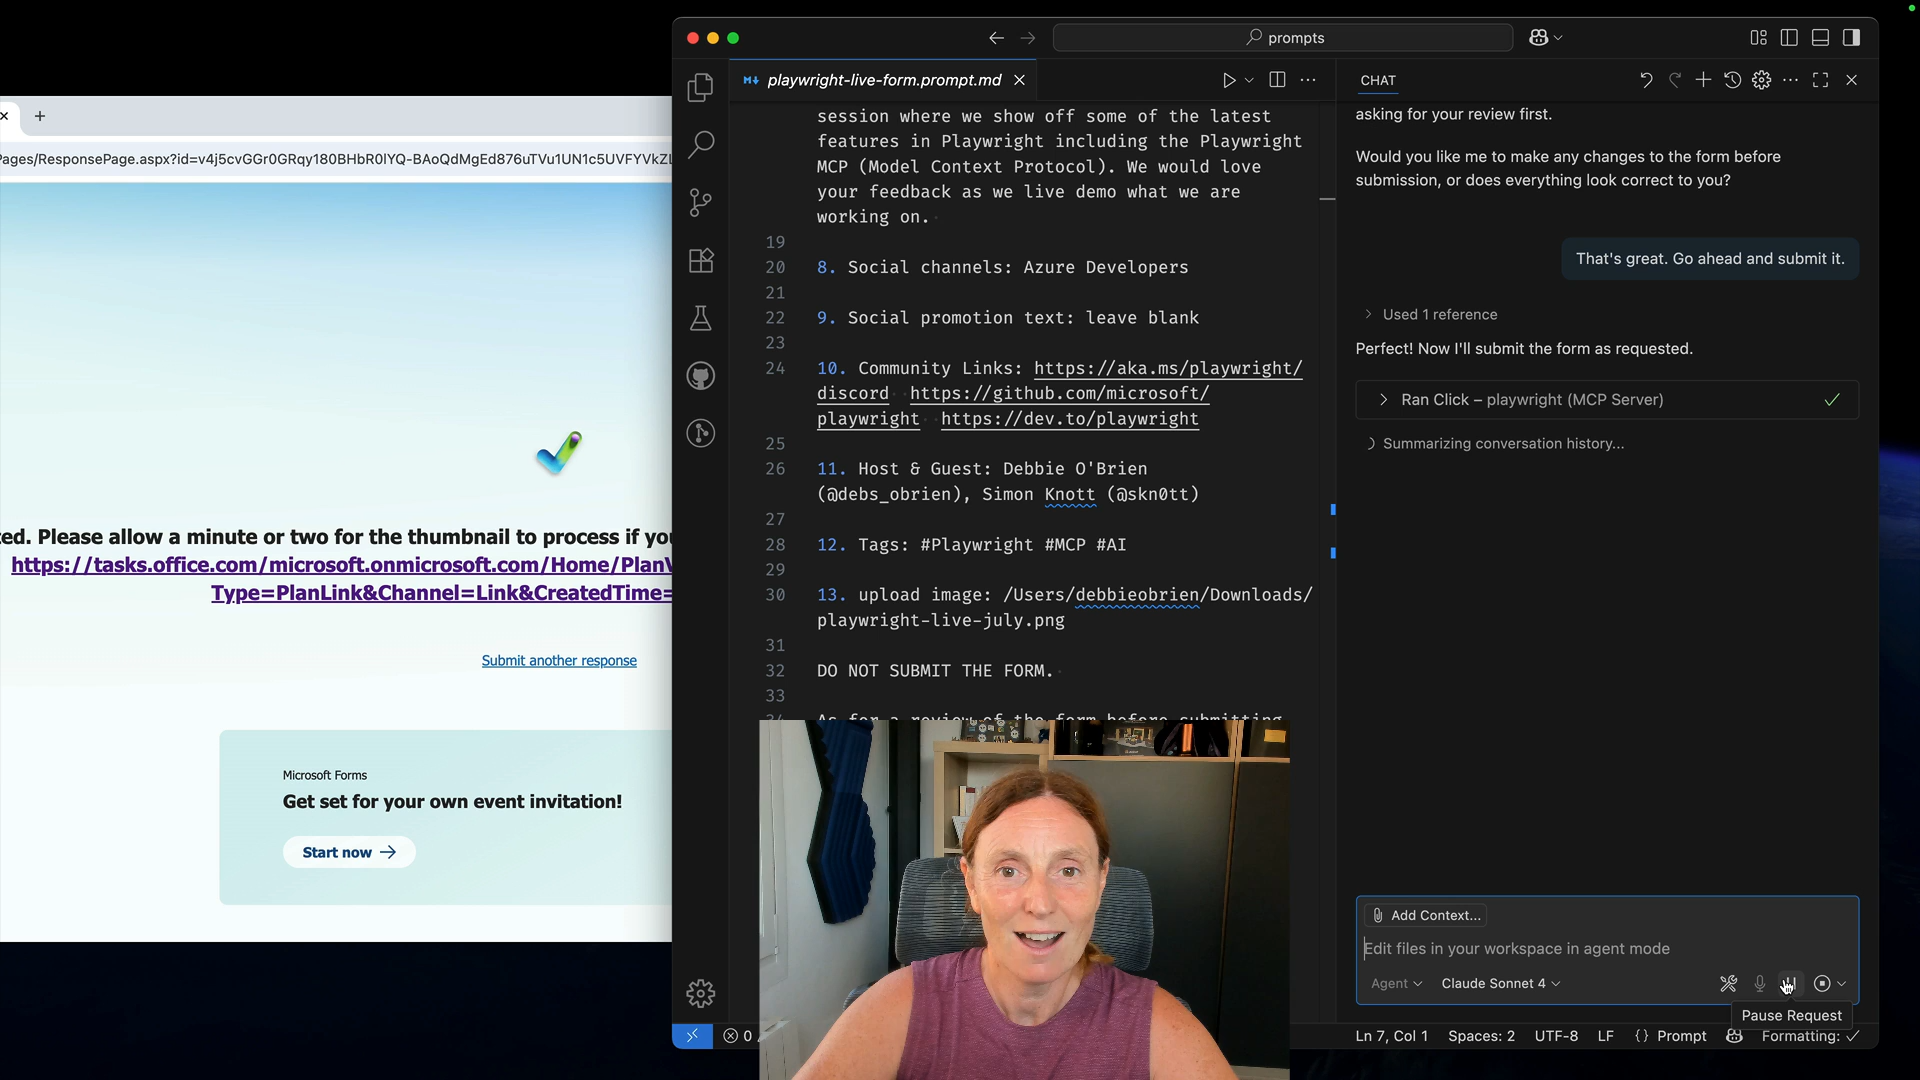 Pages/ResponsePage.aspx?id=v4j5cvGGr0GRqy180BHbR0lYQ-BAoQdMgEd876uTVu1UN1c5UVFYVkZL
ted. Please allow a minute or two for the thumbnail to process if you
https://tasks.office.com/microsoft.onmicrosoft.com/Home/PlanV
Type=PlanLink&Channel=Link&CreatedTime=
Submit another response
Microsoft Forms
Get set for your own event invitation!
Start now
prompts
playwright-live-form.prompt.md
session where we show off some of the latest
features in Playwright including the Playwright
MCP (Model Context Protocol). We would love
your feedback as we live demo what we are
working on.
19
20 8. Social channels: Azure Developers
21
22 9. Social promotion text: leave blank
23
24 10. Community Links: https://aka.ms/playwright/
discord https://github.com/microsoft/
playwright https://dev.to/playwright
25
26 11. Host & Guest: Debbie O'Brien
(@debs_obrien), Simon Knott (@skn0tt)
27
28 12. Tags: #Playwright #MCP #AI
29
30 13. upload image: /Users/debbieobrien/Downloads/
playwright-live-july.png
31
32 DO NOT SUBMIT THE FORM.
33
34 As for a review of the form before submitting
CHAT
asking for your review first.
Would you like me to make any changes to the form before
submission, or does everything look correct to you?
That's great. Go ahead and submit it.
Used 1 reference
Perfect! Now I'll submit the form as requested.
Ran Click – playwright (MCP Server)
Summarizing conversation history...
Add Context...
Edit files in your workspace in agent mode
Agent Claude Sonnet 4
Pause Request
0
Ln 7, Col 1 Spaces: 2 UTF-8 LF {} Prompt Formatting: